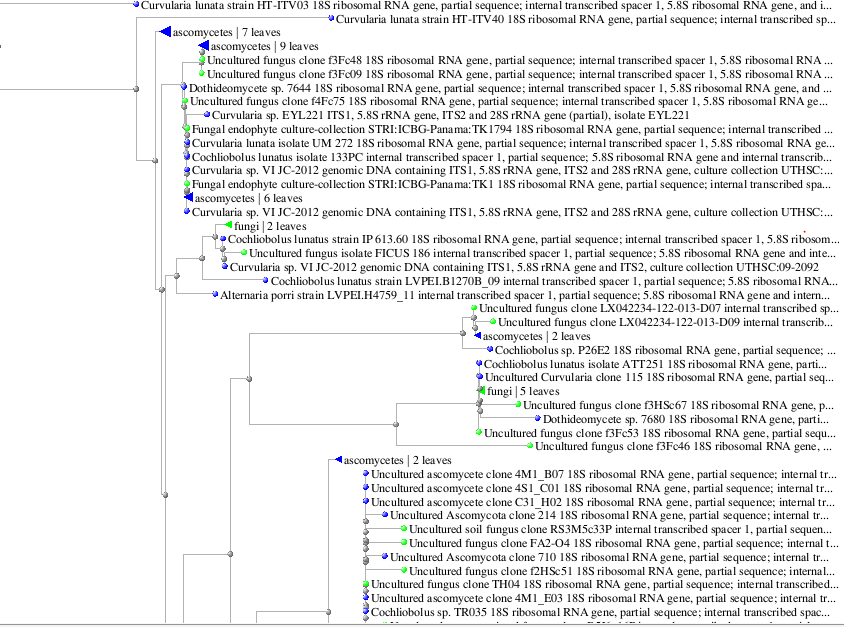 Curvularia lunata strain HT-ITV03 18S ribosomal RNA gene, partial sequence; internal transcribed spacer 1, 5.8S ribosomal RNA gene, and i...
Curvularia lunata strain HT-ITV40 18S ribosomal RNA gene, partial sequence; internal transcribed sp...
ascomycetes | 7 leaves
ascomycetes | 9 leaves
Uncultured fungus clone f3Fc48 18S ribosomal RNA gene, partial sequence; internal transcribed spacer 1, 5.8S ribosomal RNA ...
Uncultured fungus clone f3Fc09 18S ribosomal RNA gene, partial sequence; internal transcribed spacer 1, 5.8S ribosomal RNA ...
Dothideomycete sp. 7644 18S ribosomal RNA gene, partial sequence; internal transcribed spacer 1, 5.8S ribosomal RNA gene, and ...
Uncultured fungus clone f4Fc75 18S ribosomal RNA gene, partial sequence; internal transcribed spacer 1, 5.8S ribosomal RNA ge...
Curvularia sp. EYL221 ITS1, 5.8S rRNA gene, ITS2 and 28S rRNA gene (partial), isolate EYL221
Fungal endophyte culture-collection STRI:ICBG-Panama:TK1794 18S ribosomal RNA gene, partial sequence; internal transcribed ...
Curvularia lunata isolate UM 272 18S ribosomal RNA gene, partial sequence; internal transcribed spacer 1, 5.8S ribosomal RNA ge...
Cochliobolus lunatus isolate 133PC internal transcribed spacer 1, partial sequence; 5.8S ribosomal RNA gene and internal transcrib...
Curvularia sp. VI JC-2012 genomic DNA containing ITS1, 5.8S rRNA gene, ITS2 and 28S rRNA gene, culture collection UTHSC:...
Fungal endophyte culture-collection STRI:ICBG-Panama:TK1 18S ribosomal RNA gene, partial sequence; internal transcribed spa...
ascomycetes | 6 leaves
Curvularia sp. VI JC-2012 genomic DNA containing ITS1, 5.8S rRNA gene, ITS2 and 28S rRNA gene, culture collection UTHSC:...
fungi | 2 leaves
Cochliobolus lunatus strain IP 613.60 18S ribosomal RNA gene, partial sequence; internal transcribed spacer 1, 5.8S ribosom...
Uncultured fungus isolate FICUS 186 internal transcribed spacer 1, partial sequence; 5.8S ribosomal RNA gene and inte...
Curvularia sp. VI JC-2012 genomic DNA containing ITS1, 5.8S rRNA gene and ITS2, culture collection UTHSC:09-2092
Cochliobolus lunatus strain LVPEI.B1270B_09 internal transcribed spacer 1, partial sequence; 5.8S ribosomal RNA...
Alternaria porri strain LVPEI.H4759_11 internal transcribed spacer 1, partial sequence; 5.8S ribosomal RNA gene and intern...
Uncultured fungus clone LX042234-122-013-D07 internal transcribed sp...
Uncultured fungus clone LX042234-122-013-D09 internal transcrib...
ascomycetes | 2 leaves
Cochliobolus sp. P26E2 18S ribosomal RNA gene, partial sequence; ...
Cochliobolus lunatus isolate ATT251 18S ribosomal RNA gene, parti...
Uncultured Curvularia clone 115 18S ribosomal RNA gene, partial seq...
fungi | 5 leaves
Uncultured fungus clone f3HSc67 18S ribosomal RNA gene, p...
Dothideomycete sp. 7680 18S ribosomal RNA gene, parti...
Uncultured fungus clone f3Fc53 18S ribosomal RNA gene, partial sequ...
Uncultured fungus clone f3Fc46 18S ribosomal RNA gene, ...
ascomycetes | 2 leaves
Uncultured ascomycete clone 4M1_B07 18S ribosomal RNA gene, partial sequence; internal tr...
Uncultured ascomycete clone 4S1_C01 18S ribosomal RNA gene, partial sequence; internal tr...
Uncultured ascomycete clone C31_H02 18S ribosomal RNA gene, partial sequence; internal tr...
Uncultured Ascomycota clone 214 18S ribosomal RNA gene, partial sequence; internal tr...
Uncultured soil fungus clone RS3M5c33P internal transcribed spacer 1, partial sequen...
Uncultured fungus clone FA2-O4 18S ribosomal RNA gene, partial sequence; internal t...
Uncultured Ascomycota clone 710 18S ribosomal RNA gene, partial sequence; internal tr...
Uncultured fungus clone f2HSc51 18S ribosomal RNA gene, partial sequence; internal...
Uncultured fungus clone TH04 18S ribosomal RNA gene, partial sequence; internal transcribed...
Uncultured ascomycete clone 4M1_E03 18S ribosomal RNA gene, partial sequence; internal tr...
Cochliobolus sp. TR035 18S ribosomal RNA gene, partial sequence; internal transcribed spac...